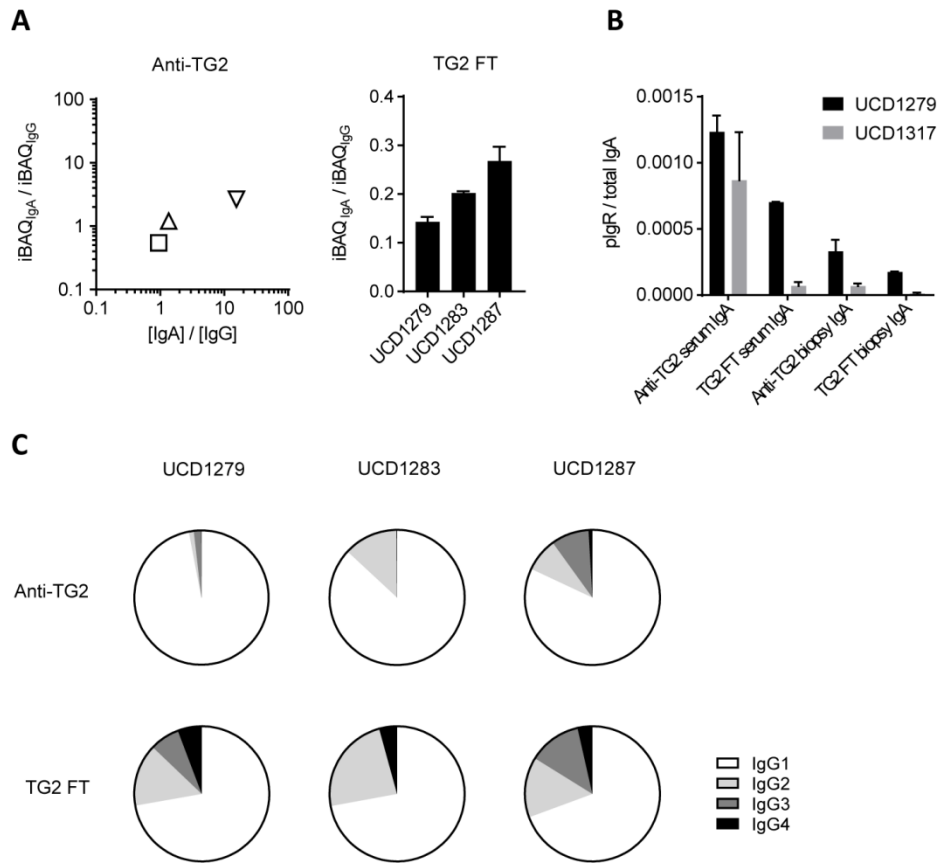 A
Anti-TG2
iBAQIgA / iBAQIgG
100
10
1
0.1
0.1
1
10
100
[IgA] / [IgG]
TG2 FT
iBAQIgA / iBAQIgG
0.4
0.3
0.2
0.1
0.0
UCD1279
UCD1283
UCD1287
B
pIgR / total IgA
0.0015
0.0010
0.0005
0.0000
UCD1279
UCD1317
Anti-TG2 serum IgA
TG2 FT serum IgA
Anti-TG2 biopsy IgA
TG2 FT biopsy IgA
C
UCD1279
UCD1283
UCD1287
Anti-TG2
TG2 FT
IgG1
IgG2
IgG3
IgG4